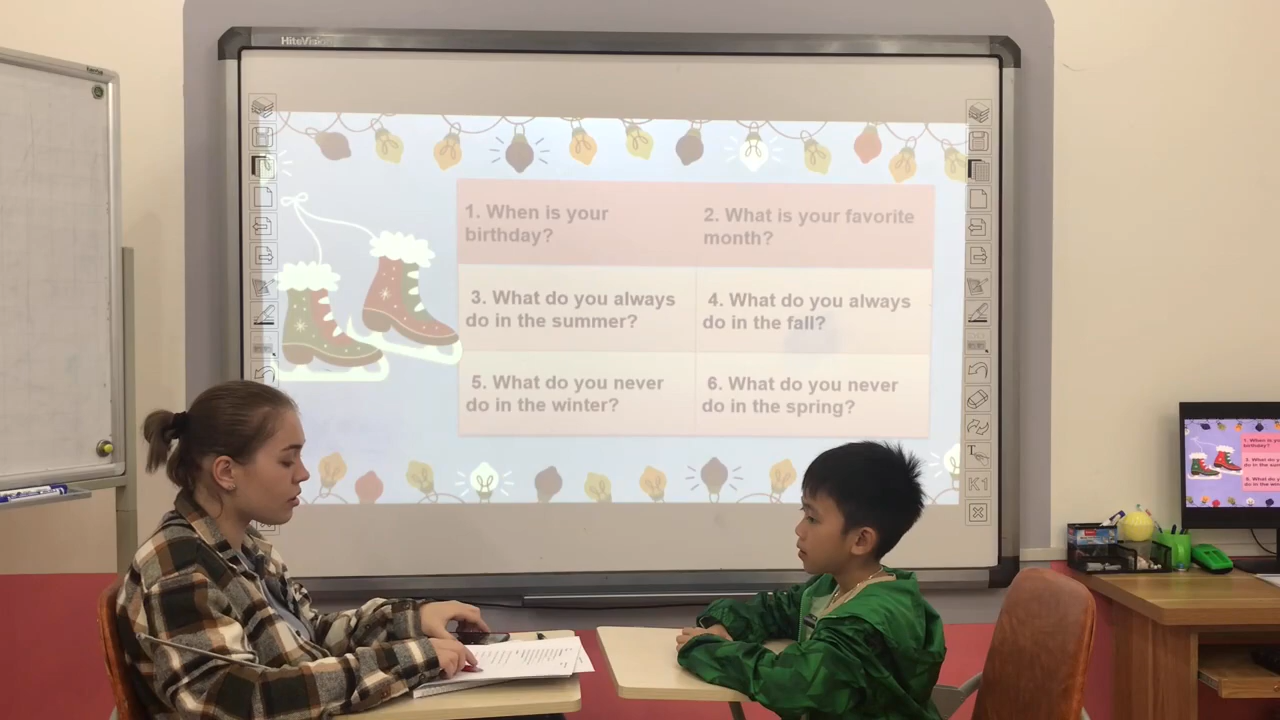 HiteVision
1. When is your
birthday?
2. What is your favorite
month?
3. What do you always
do in the summer?
4. What do you always
do in the fall?
5. What do you never
do in the winter?
6. What do you never
do in the spring?
K1